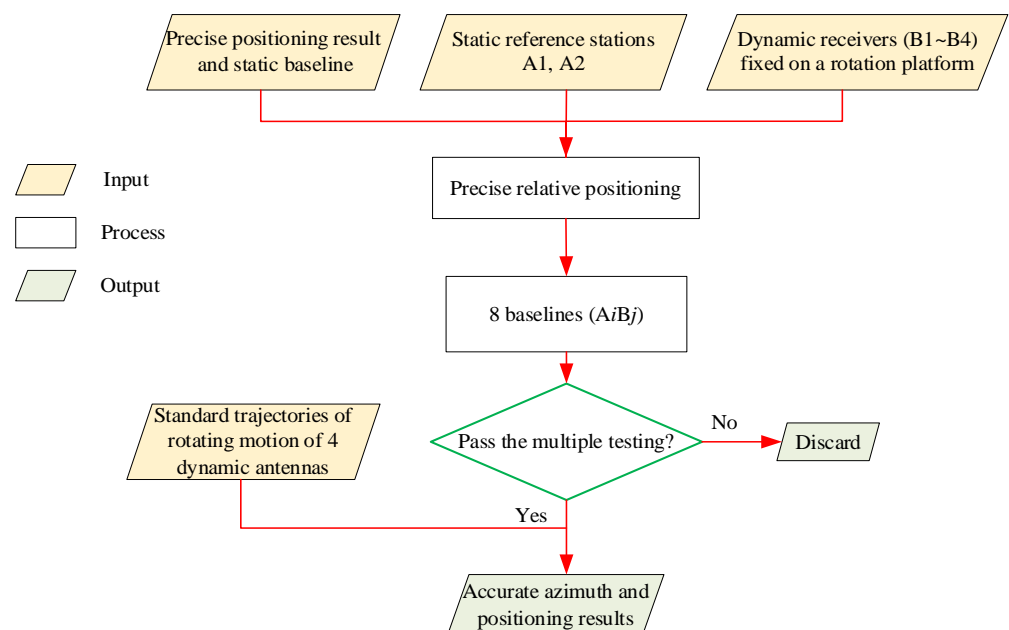 Precise positioning result
and static baseline
Static reference stations
A1, A2
Dynamic receivers (B1~B4)
fixed on a rotation platform
Input
Process
Output
Precise relative positioning
8 baselines (AiBj)
Standard trajectories of
rotating motion of 4
dynamic antennas
Pass the multiple testing?
No
Discard
Yes
Accurate azimuth and
positioning results